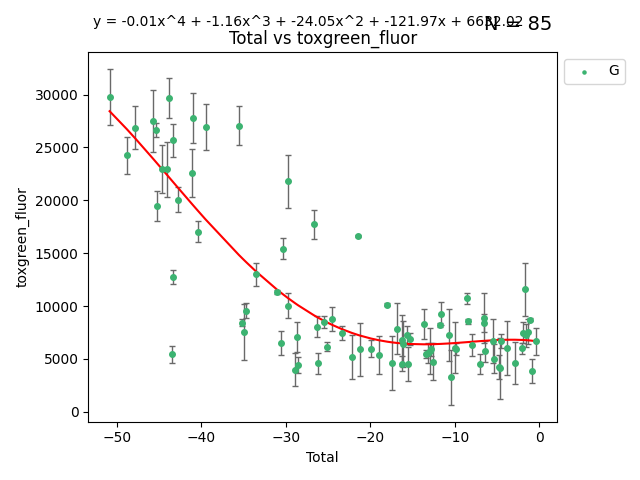 y = -0.01x^4 + -1.16x^3 + -24.05x^2 + -121.97x + 6632.02
N = 85
Total vs toxgreen_fluor
G
30000
25000
20000
15000
10000
5000
0
toxgreen_fluor
−50 −40 −30 −20 −10 0
Total